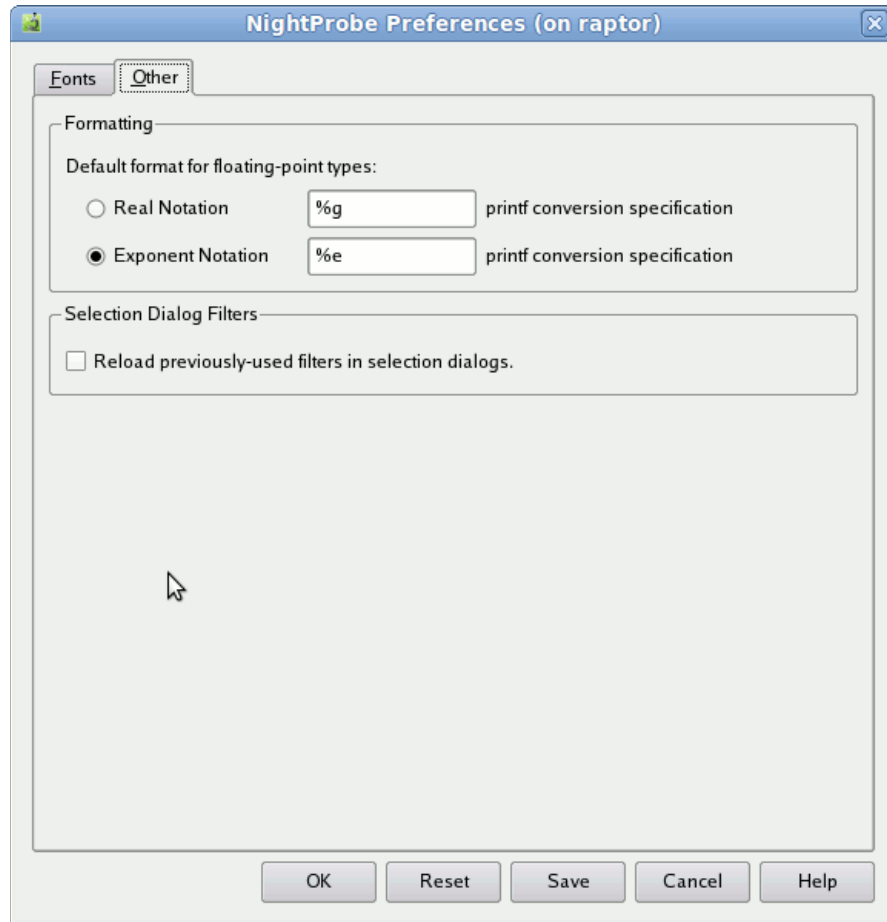 NightProbe Preferences (on raptor)
Fonts Other
Formatting
Default format for floating-point types:
Real Notation %g printf conversion specification
Exponent Notation %e printf conversion specification
Selection Dialog Filters
Reload previously-used filters in selection dialogs.
OK Reset Save Cancel Help